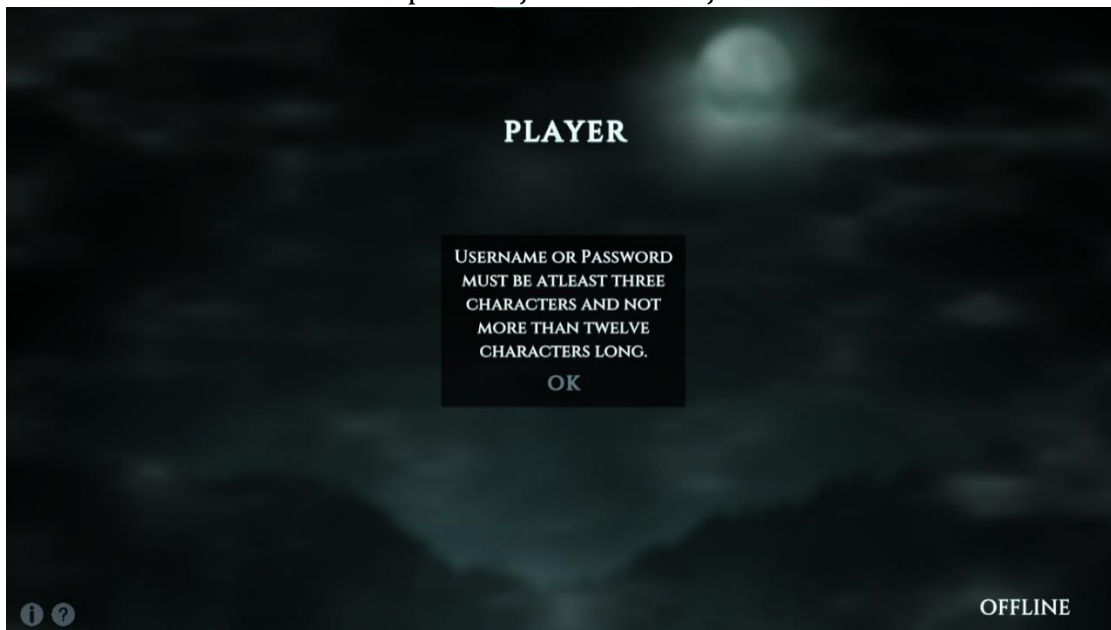 PLAYER
USERNAME OR PASSWORD
MUST BE ATLEAST THREE
CHARACTERS AND NOT
MORE THAN TWELVE
CHARACTERS LONG.
OK
i ?
OFFLINE